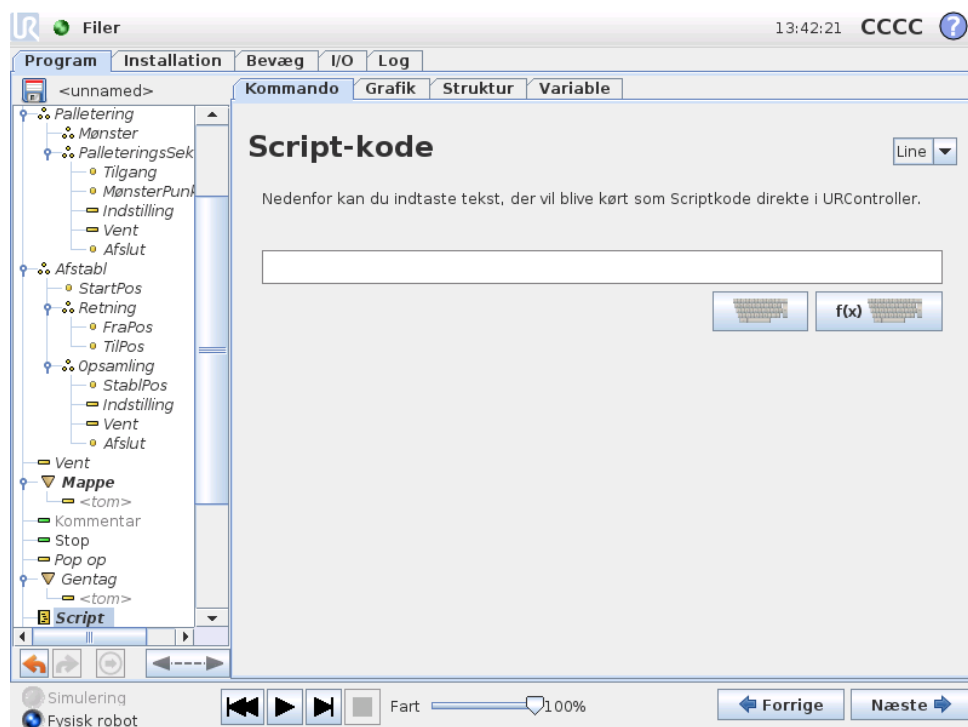 UR Filer 13:42:21 CCCC ?
Program Installation Bevæg I/O Log
<unnamed>
Kommando Grafik Struktur Variable
Palletering
Mønster
PalleteringsSek
Tilgang
MønsterPunk
Indstilling
Vent
Afslut
Afstabl
StartPos
Retning
FraPos
TilPos
Opsamling
StablPos
Indstilling
Vent
Afslut
Vent
Mappe
<tom>
Kommentar
Stop
Pop op
Gentag
<tom>
Script
Script-kode
Line
Nedenfor kan du indtaste tekst, der vil blive kørt som Scriptkode direkte i URController.
f(x)
Simulering
Fysisk robot
Fart 100%
Forrige Næste